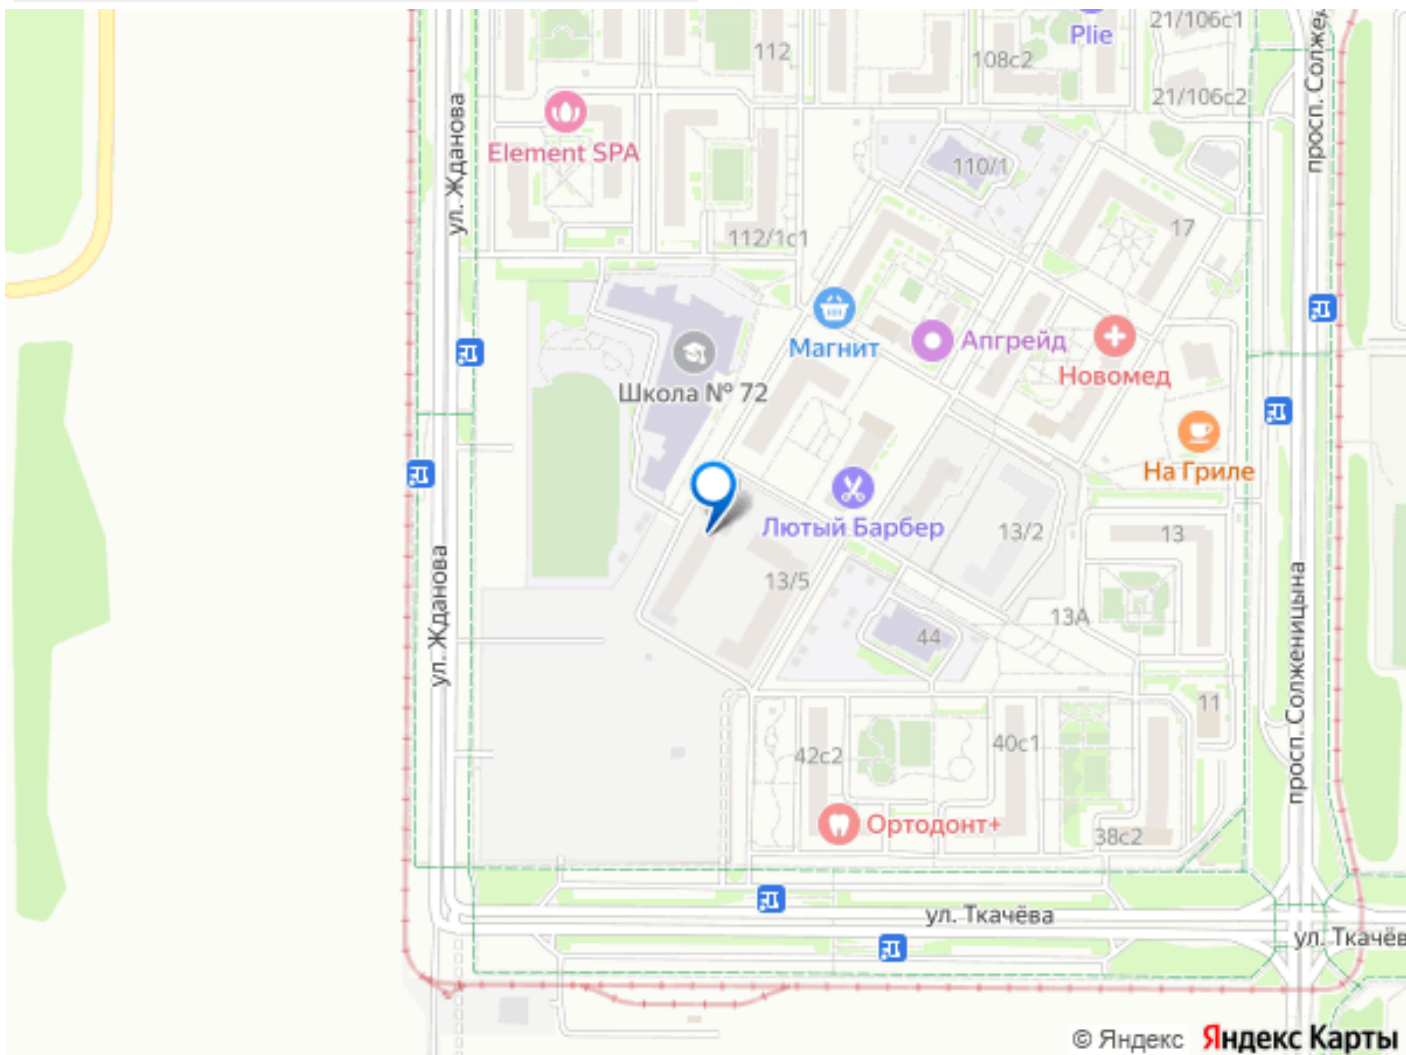 Plie
21/106с1
112
108с2
21/106с2
просп. Солжед
ул. Жданова
Element SPA
110/1
17
112/1с1
Магнит
Апгрейд
Новомед
Школа № 72
На Гриле
Лютый Барбер
13/2
13
13/5
13А
44
ул. Жданова
просп. Солженицына
11
42с2
40с1
Ортодонт+
38с2
ул. Ткачёва
ул. Ткачёв
© Яндекс Яндекс Карты